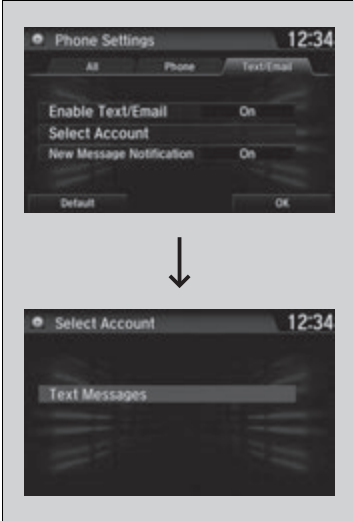 Phone Settings 12:34
All Phone Text/Email
Enable Text/Email On
Select Account
New Message Notification On
Default OK
Select Account 12:34
Text Messages